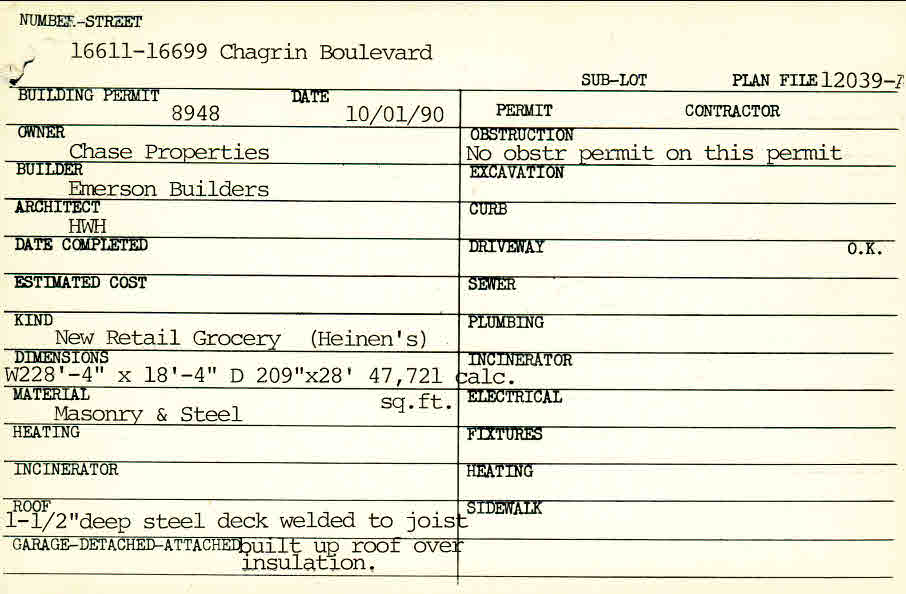 NUMBER-STREET
16611-16699 Chagrin Boulevard
SUB-LOT PLAN FILE 12039-A
BUILDING PERMIT DATE
8948 10/01/90
PERMIT CONTRACTOR
OWNER
Chase Properties
OBSTRUCTION
No obstr permit on this permit
BUILDER
Emerson Builders
EXCAVATION
ARCHITECT
HWH
CURB
DATE COMPLETED
DRIVEWAY O.K.
ESTIMATED COST
SEWER
KIND
New Retail Grocery (Heinen's)
PLUMBING
DIMENSIONS
W228'-4" x 18'-4" D 209"x28' 47,721 calc.
sq.ft.
INCINERATOR
MATERIAL
Masonry & Steel
ELECTRICAL
HEATING
FIXTURES
INCINERATOR
HEATING
ROOF
1-1/2"deep steel deck welded to joist
SIDEWALK
GARAGE-DETACHED-ATTACHED built up roof over
insulation.